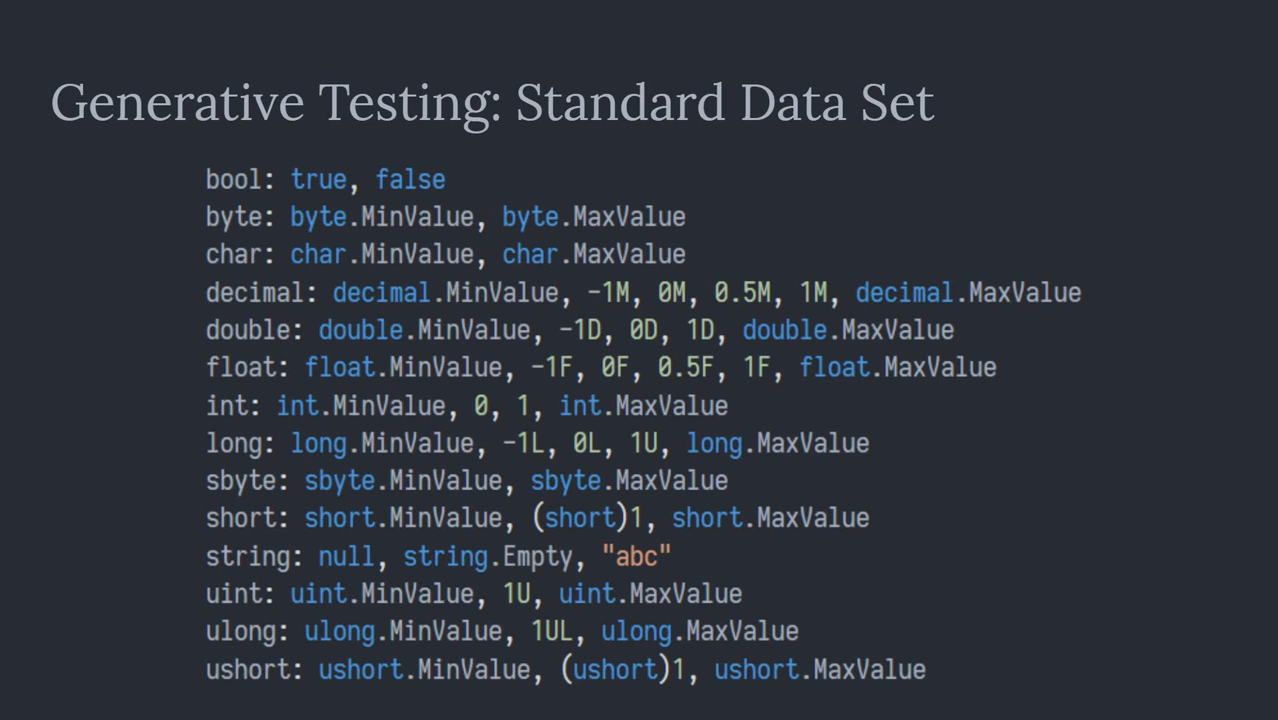 Generative Testing: Standard Data Set
bool: true, false
byte: byte.MinValue, byte.MaxValue
char: char.MinValue, char.MaxValue
decimal: decimal.MinValue, -1M, 0M, 0.5M, 1M, decimal.MaxValue
double: double.MinValue, -1D, 0D, 1D, double.MaxValue
float: float.MinValue, -1F, 0F, 0.5F, 1F, float.MaxValue
int: int.MinValue, 0, 1, int.MaxValue
long: long.MinValue, -1L, 0L, 1U, long.MaxValue
sbyte: sbyte.MinValue, sbyte.MaxValue
short: short.MinValue, (short)1, short.MaxValue
string: null, string.Empty, "abc"
uint: uint.MinValue, 1U, uint.MaxValue
ulong: ulong.MinValue, 1UL, ulong.MaxValue
ushort: ushort.MinValue, (ushort)1, ushort.MaxValue